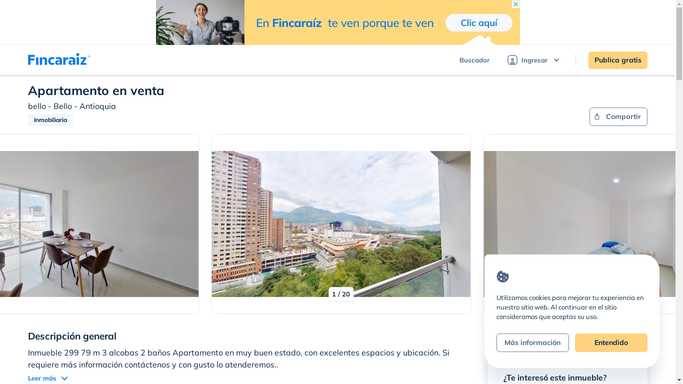 En Fincaraíz te ven porque te ven
Clic aquí
Fincaraiz
Buscador
Ingresar
Publica gratis
Apartamento en venta
bello - Bello - Antioquia
Inmobiliaria
Compartir
1 / 20
Utilizamos cookies para mejorar tu experiencia en
nuestro sitio web. Al continuar en el sitio
consideramos que aceptas su uso.
Más información
Entendido
Descripción general
Inmueble 299 79 m 3 alcobas 2 baños Apartamento en muy buen estado, con excelentes espacios y ubicación. Si
requiere más información contáctenos y con gusto lo atenderemos..
Leer más
¿Te interesó este inmueble?